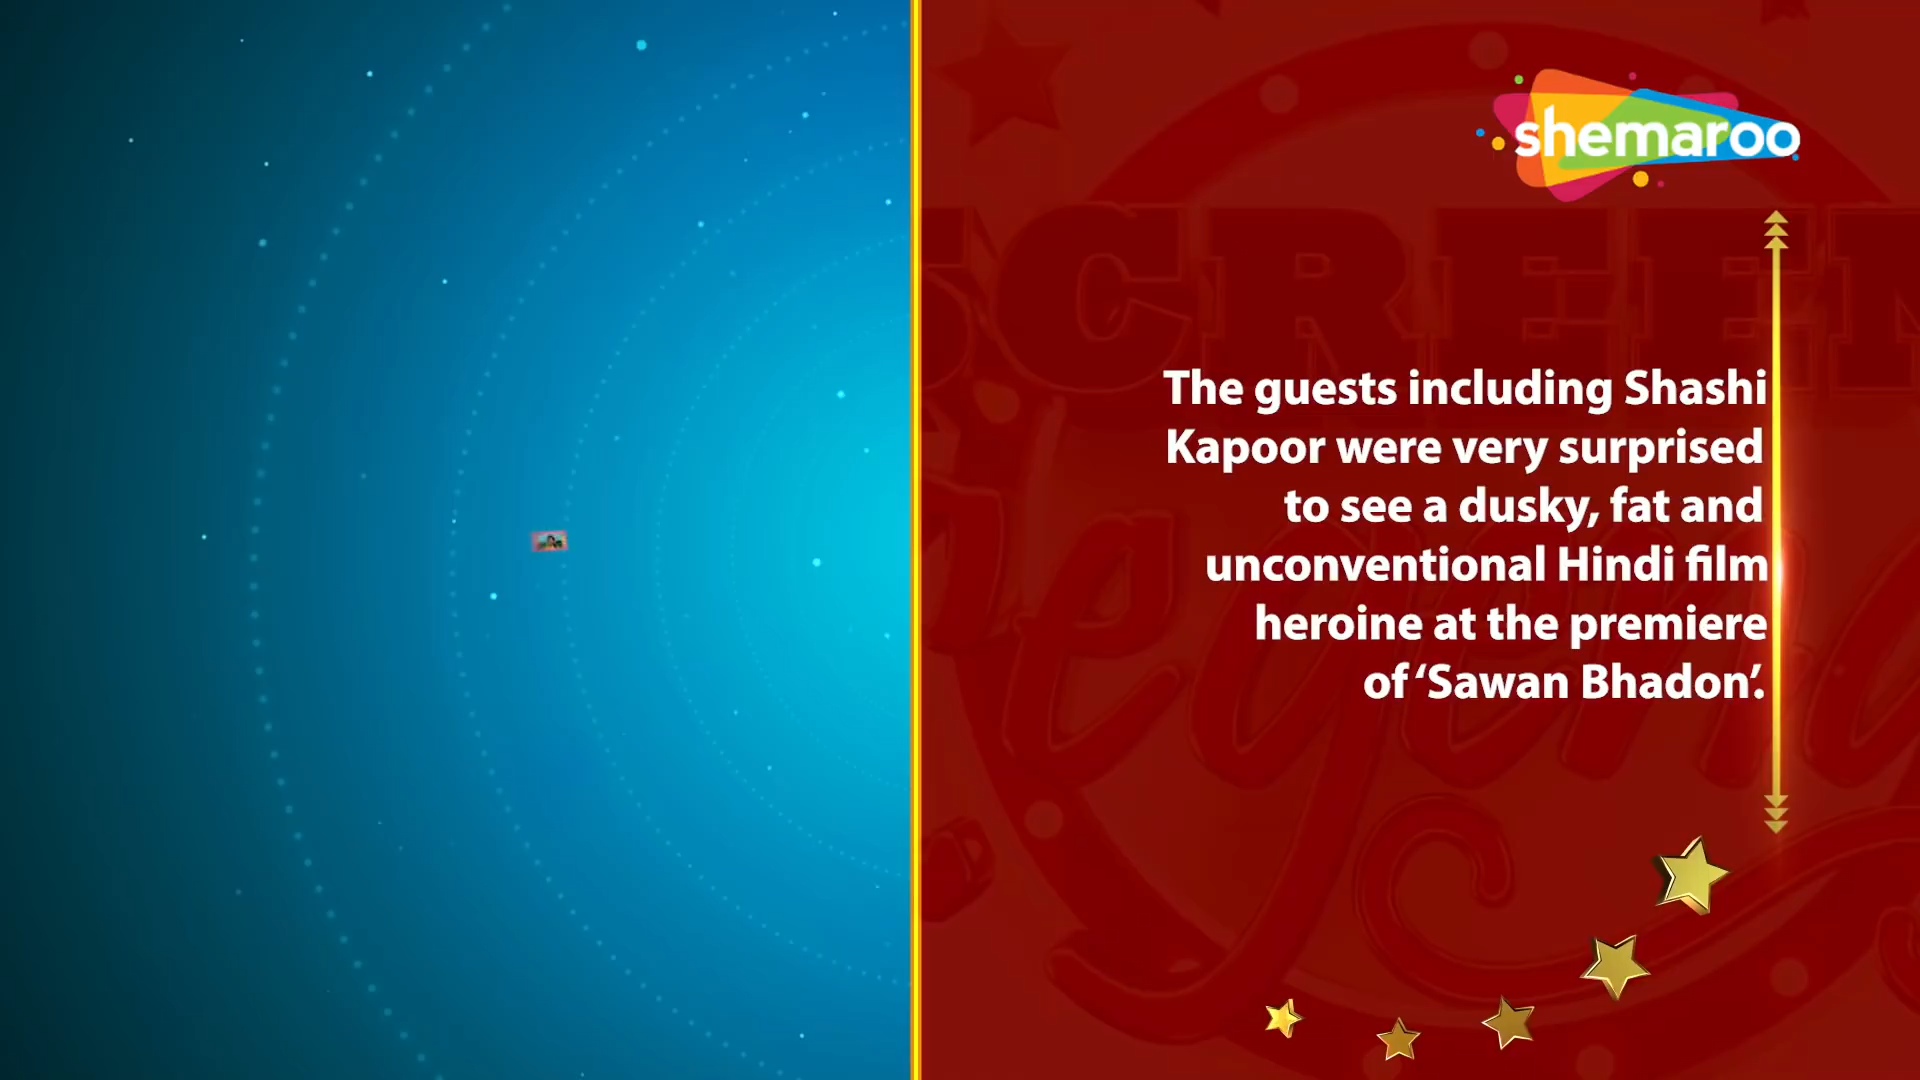 shemaroo
The guests including Shashi
Kapoor were very surprised
to see a dusky, fat and
unconventional Hindi film
heroine at the premiere
of ‘Sawan Bhadon’.